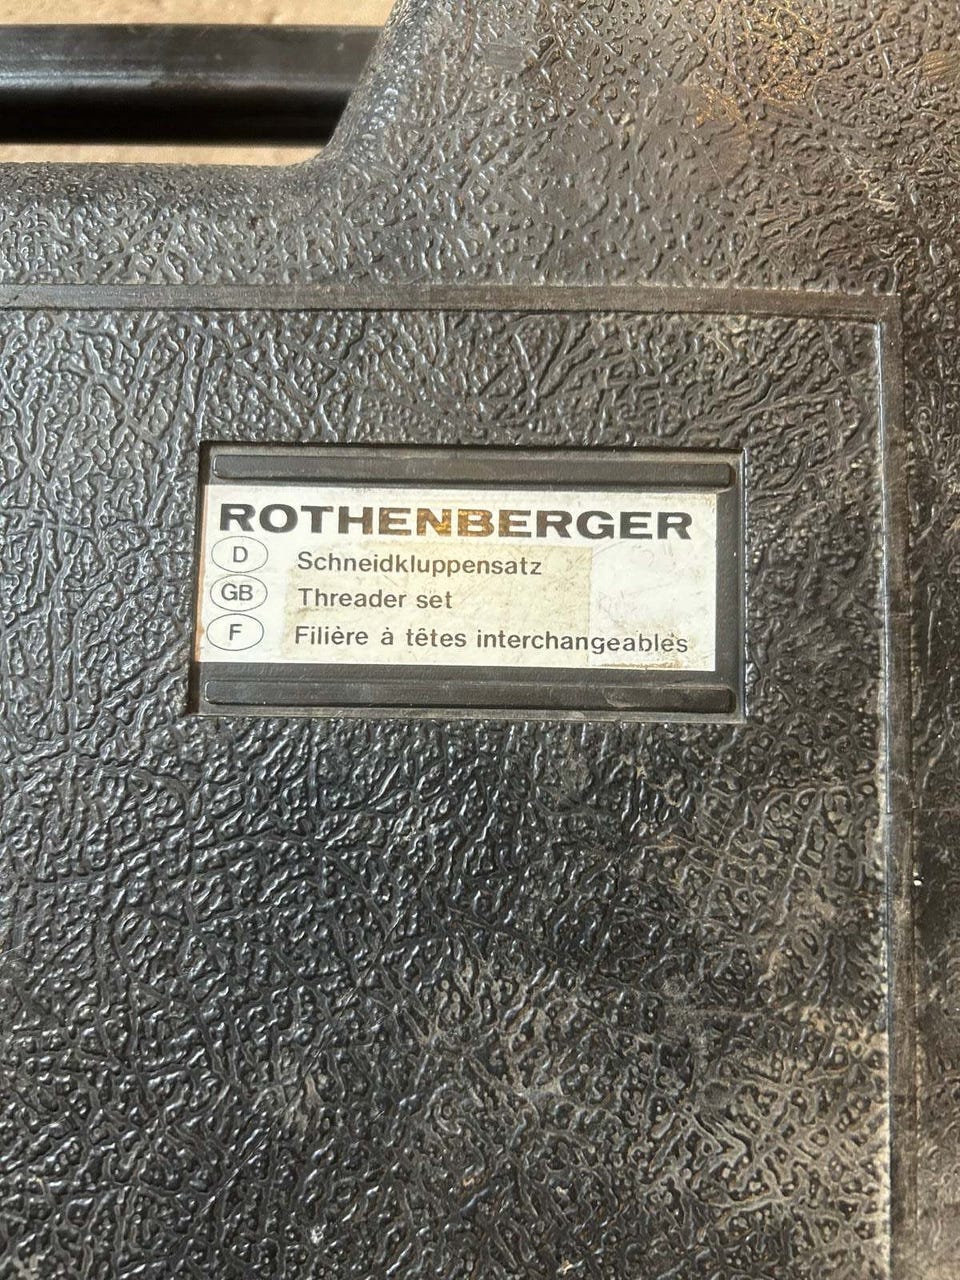 ROTHENBERGER
D Schneidkluppensatz
GB Threader set
F Filière à têtes interchangeables